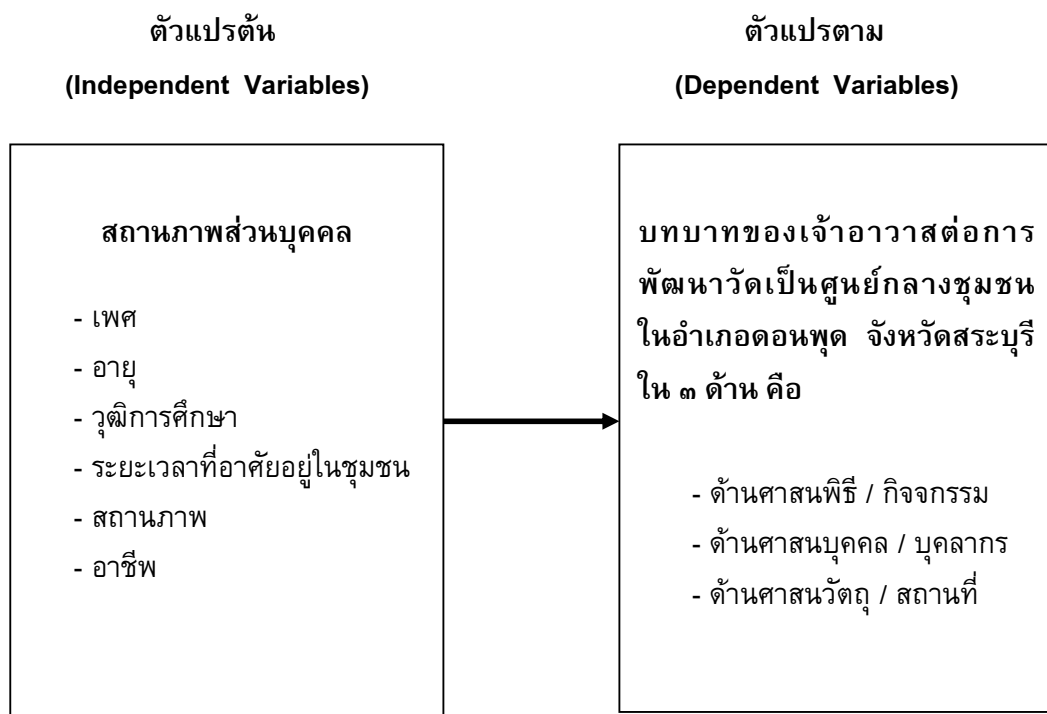 ตัวแปรต้น
(Independent Variables)
สถานภาพส่วนบุคคล
- เพศ
- อายุ
- วุฒิการศึกษา
- ระยะเวลาที่อาศัยอยู่ในชุมชน
- สถานภาพ
- อาชีพ
ตัวแปรตาม
(Dependent Variables)
บทบาทของเจ้าอาวาสต่อการ
พัฒนาวัดเป็นศูนย์กลางชุมชน
ในอำเภอดอนพุด จังหวัดสระบุรี
ใน ๓ ด้าน คือ
- ด้านศาสนพิธี / กิจจกรรม
- ด้านศาสนบุคคล / บุคลากร
- ด้านศาสนวัตถุ / สถานที่